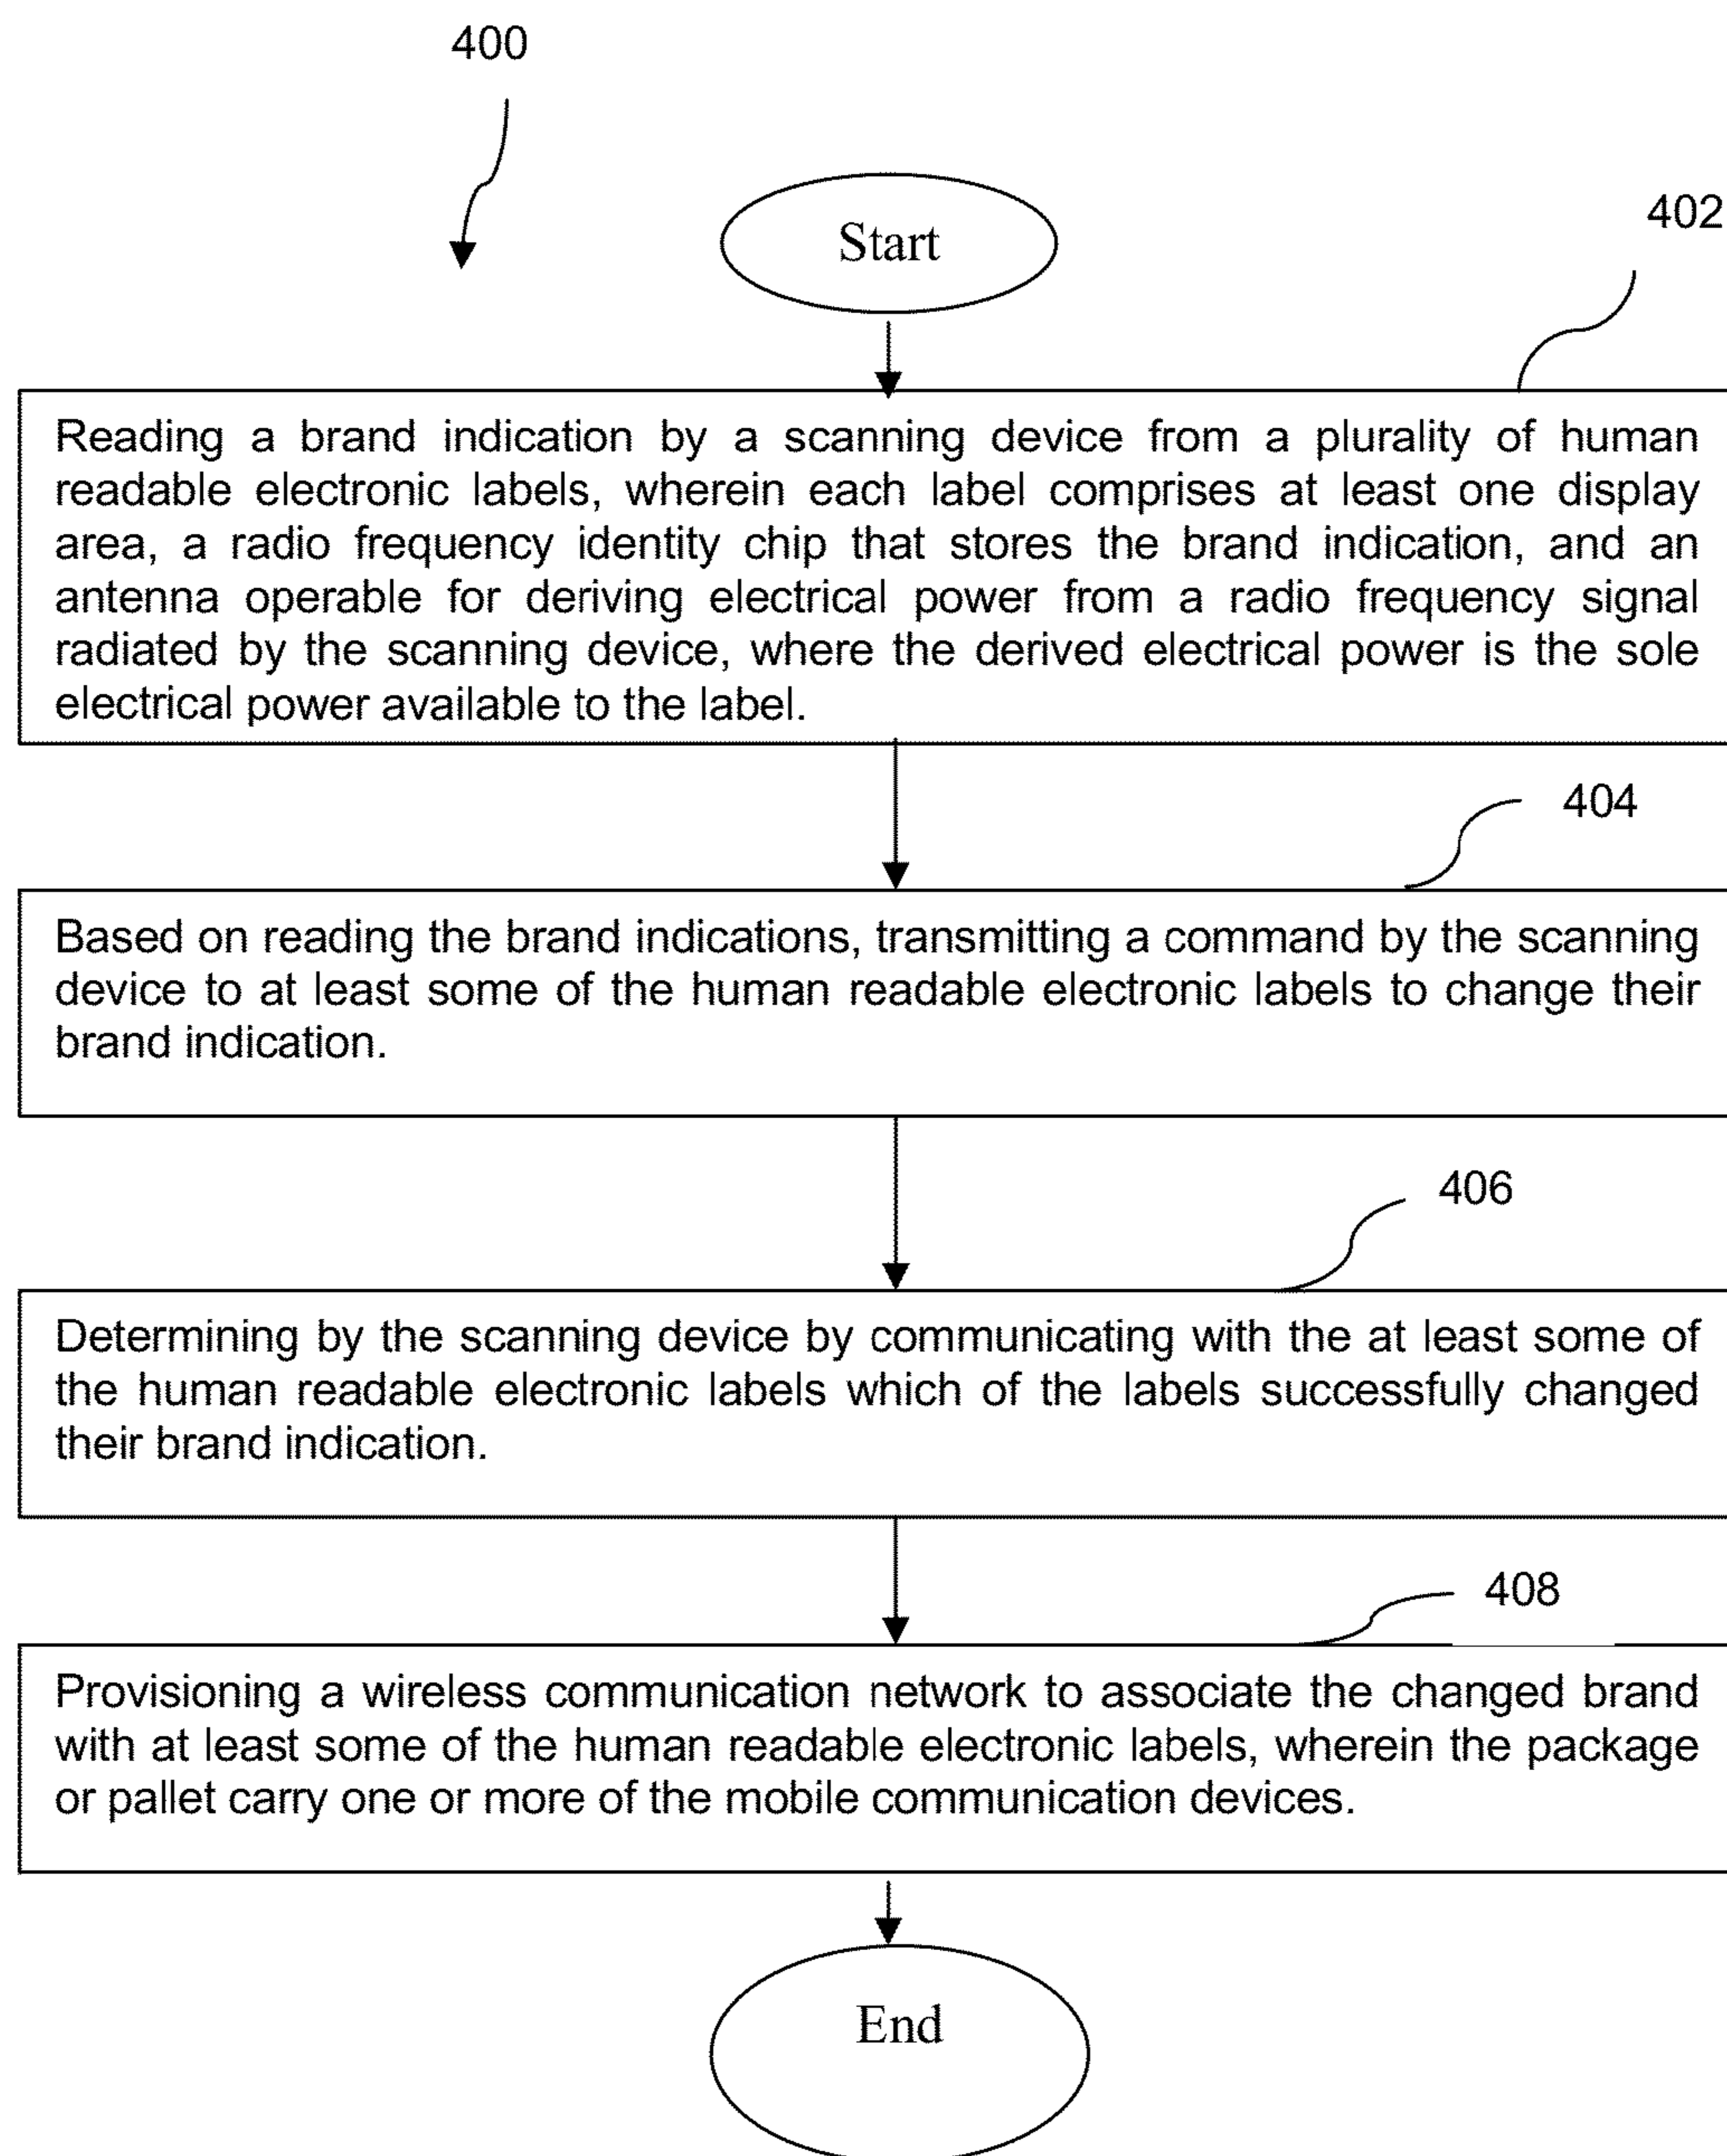 400
Start
402
Reading a brand indication by a scanning device from a plurality of human
readable electronic labels, wherein each label comprises at least one display
area, a radio frequency identity chip that stores the brand indication, and an
antenna operable for deriving electrical power from a radio frequency signal
radiated by the scanning device, where the derived electrical power is the sole
electrical power available to the label.
404
Based on reading the brand indications, transmitting a command by the scanning
device to at least some of the human readable electronic labels to change their
brand indication.
406
Determining by the scanning device by communicating with the at least some of
the human readable electronic labels which of the labels successfully changed
their brand indication.
408
Provisioning a wireless communication network to associate the changed brand
with at least some of the human readable electronic labels, wherein the package
or pallet carry one or more of the mobile communication devices.
End